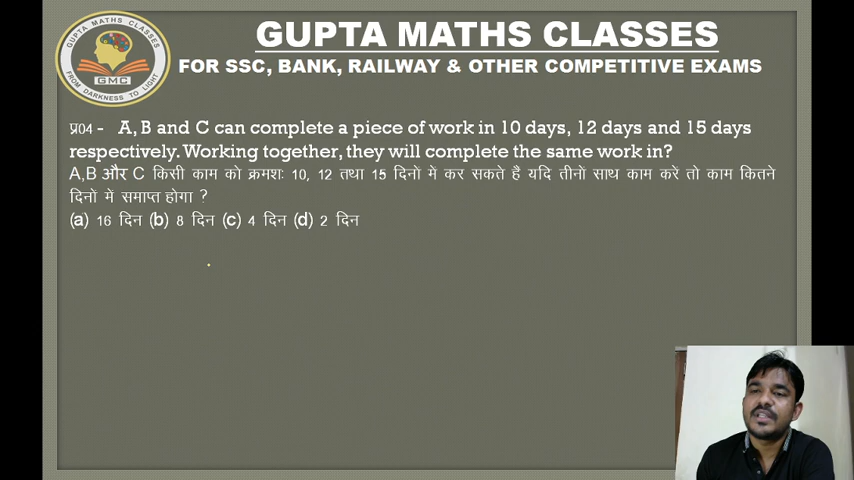 GUPTA MATHS CLASSES
GUPTA MATHS CLASSES
FOR SSC, BANK, RAILWAY & OTHER COMPETITIVE EXAMS
GMC
FROM DARKNESS TO LIGHT
प्र04 - A, B and C can complete a piece of work in 10 days, 12 days and 15 days
respectively. Working together, they will complete the same work in?
A,B और C किसी काम को क्रमशः 10, 12 तथा 15 दिनों में कर सकते है यदि तीनों साथ काम करें तो काम कितने
दिनों में समाप्त होगा ?
(a) 16 दिन (b) 8 दिन (c) 4 दिन (d) 2 दिन